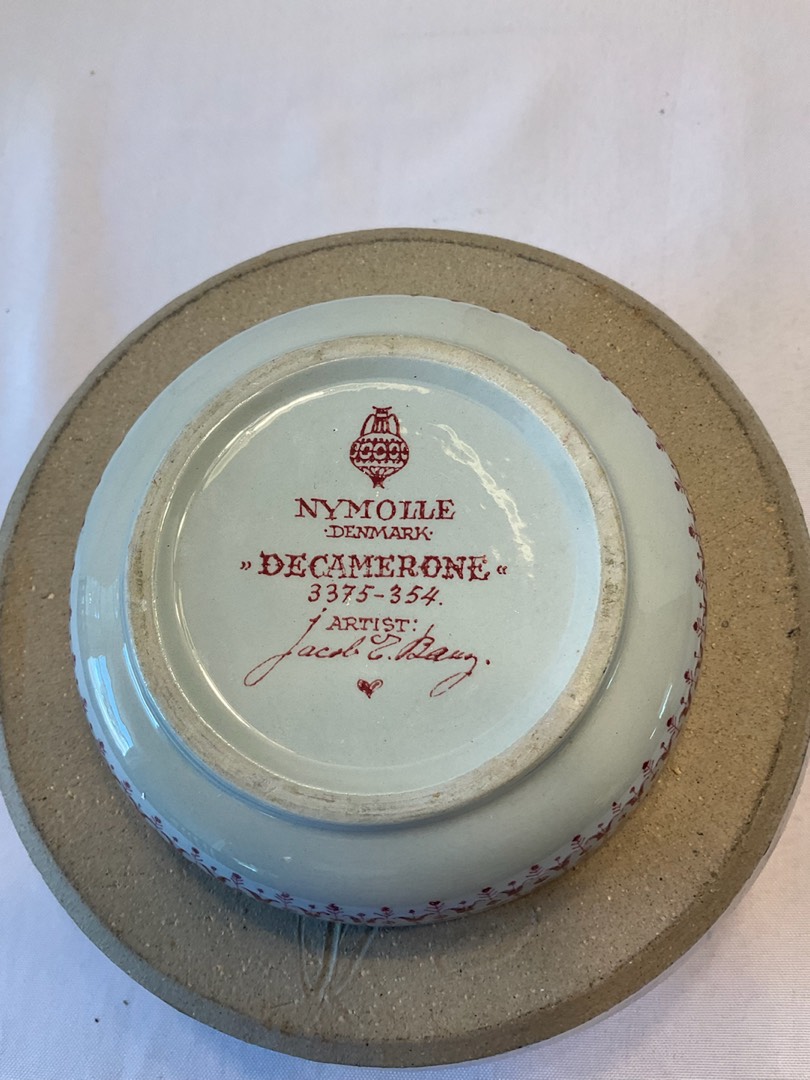 NYMOLLE
·DENMARK·
»DECAMERONE«
3375-354.
ARTIST:
Jacob E. Bang.